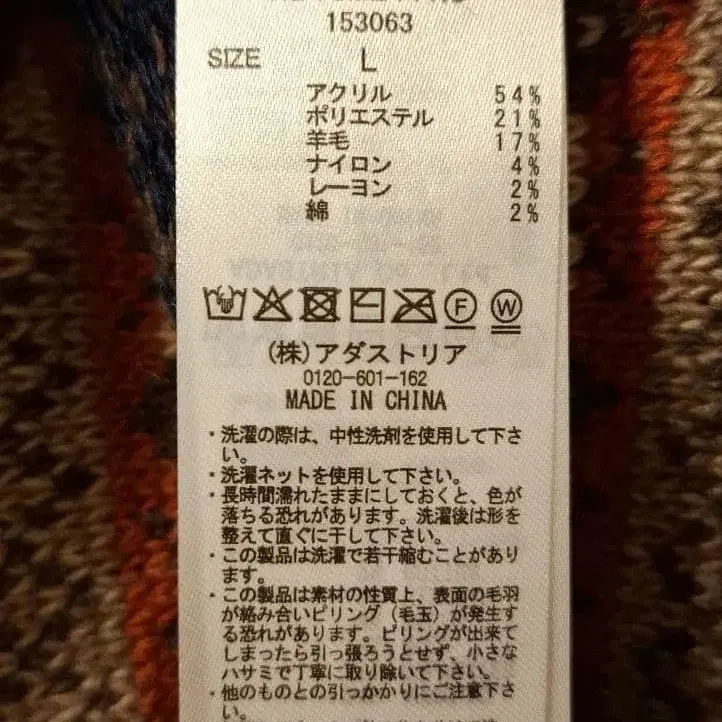 153063
SIZE L
アクリル 54%
ポリエステル 21%
羊毛 17%
ナイロン 4%
レーヨン 2%
綿 2%
F W
(株)アダストリア
0120-601-162
MADE IN CHINA
・洗濯の際は、中性洗剤を使用して下さ
い。
・洗濯ネットを使用して下さい。
・長時間濡れたままにしておくと、色が
落ちる恐れがあります。洗濯後は形を
整えて直ぐに干して下さい。
・この製品は洗濯で若干縮むことがあり
ます。
・この製品は素材の性質上、表面の毛羽
が絡み合いピリング(毛玉)が発生す
る恐れがあります。ピリングが出来て
しまったら引っ張ろうとせず、小さな
ハサミで丁寧に取り除いて下さい。
・他のものとの引っかかりにご注意下さ
い。